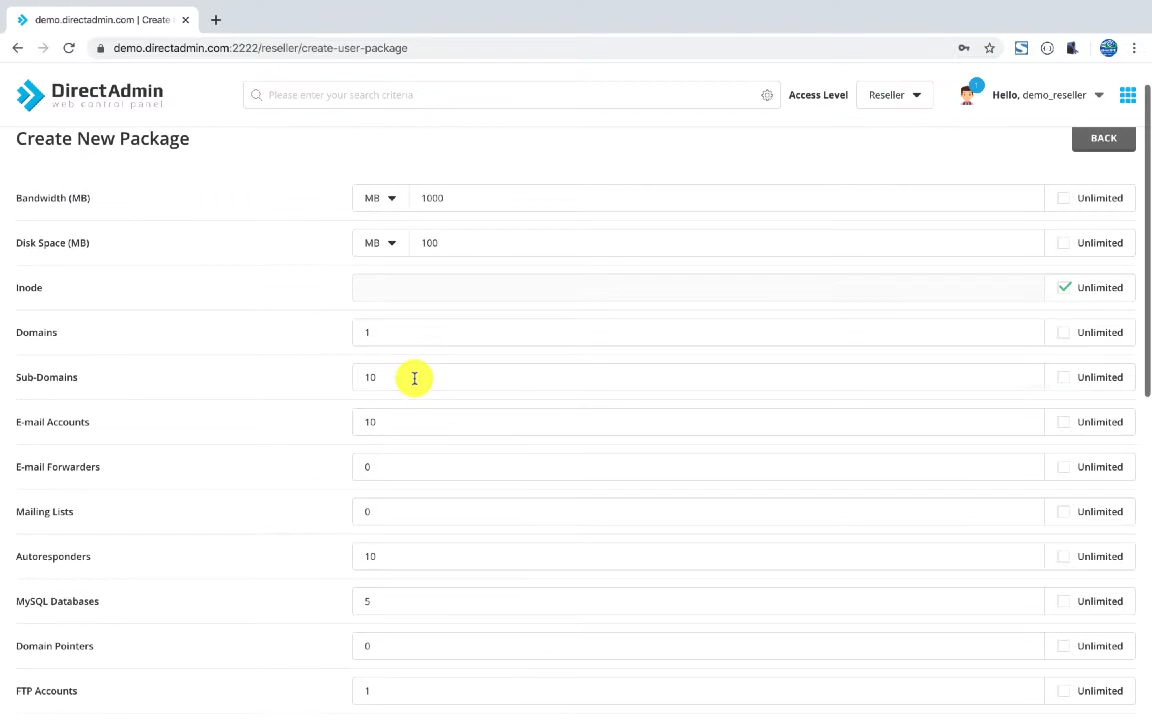 demo.directadmin.com | Create
demo.directadmin.com:2222/reseller/create-user-package
DirectAdmin
web control panel
Please enter your search criteria
Access Level
Reseller
1
Hello, demo_reseller
Create New Package
BACK
Bandwidth (MB) MB 1000 Unlimited
Disk Space (MB) MB 100 Unlimited
Inode Unlimited
Domains 1 Unlimited
Sub-Domains 10 Unlimited
E-mail Accounts 10 Unlimited
E-mail Forwarders 0 Unlimited
Mailing Lists 0 Unlimited
Autoresponders 10 Unlimited
MySQL Databases 5 Unlimited
Domain Pointers 0 Unlimited
FTP Accounts 1 Unlimited